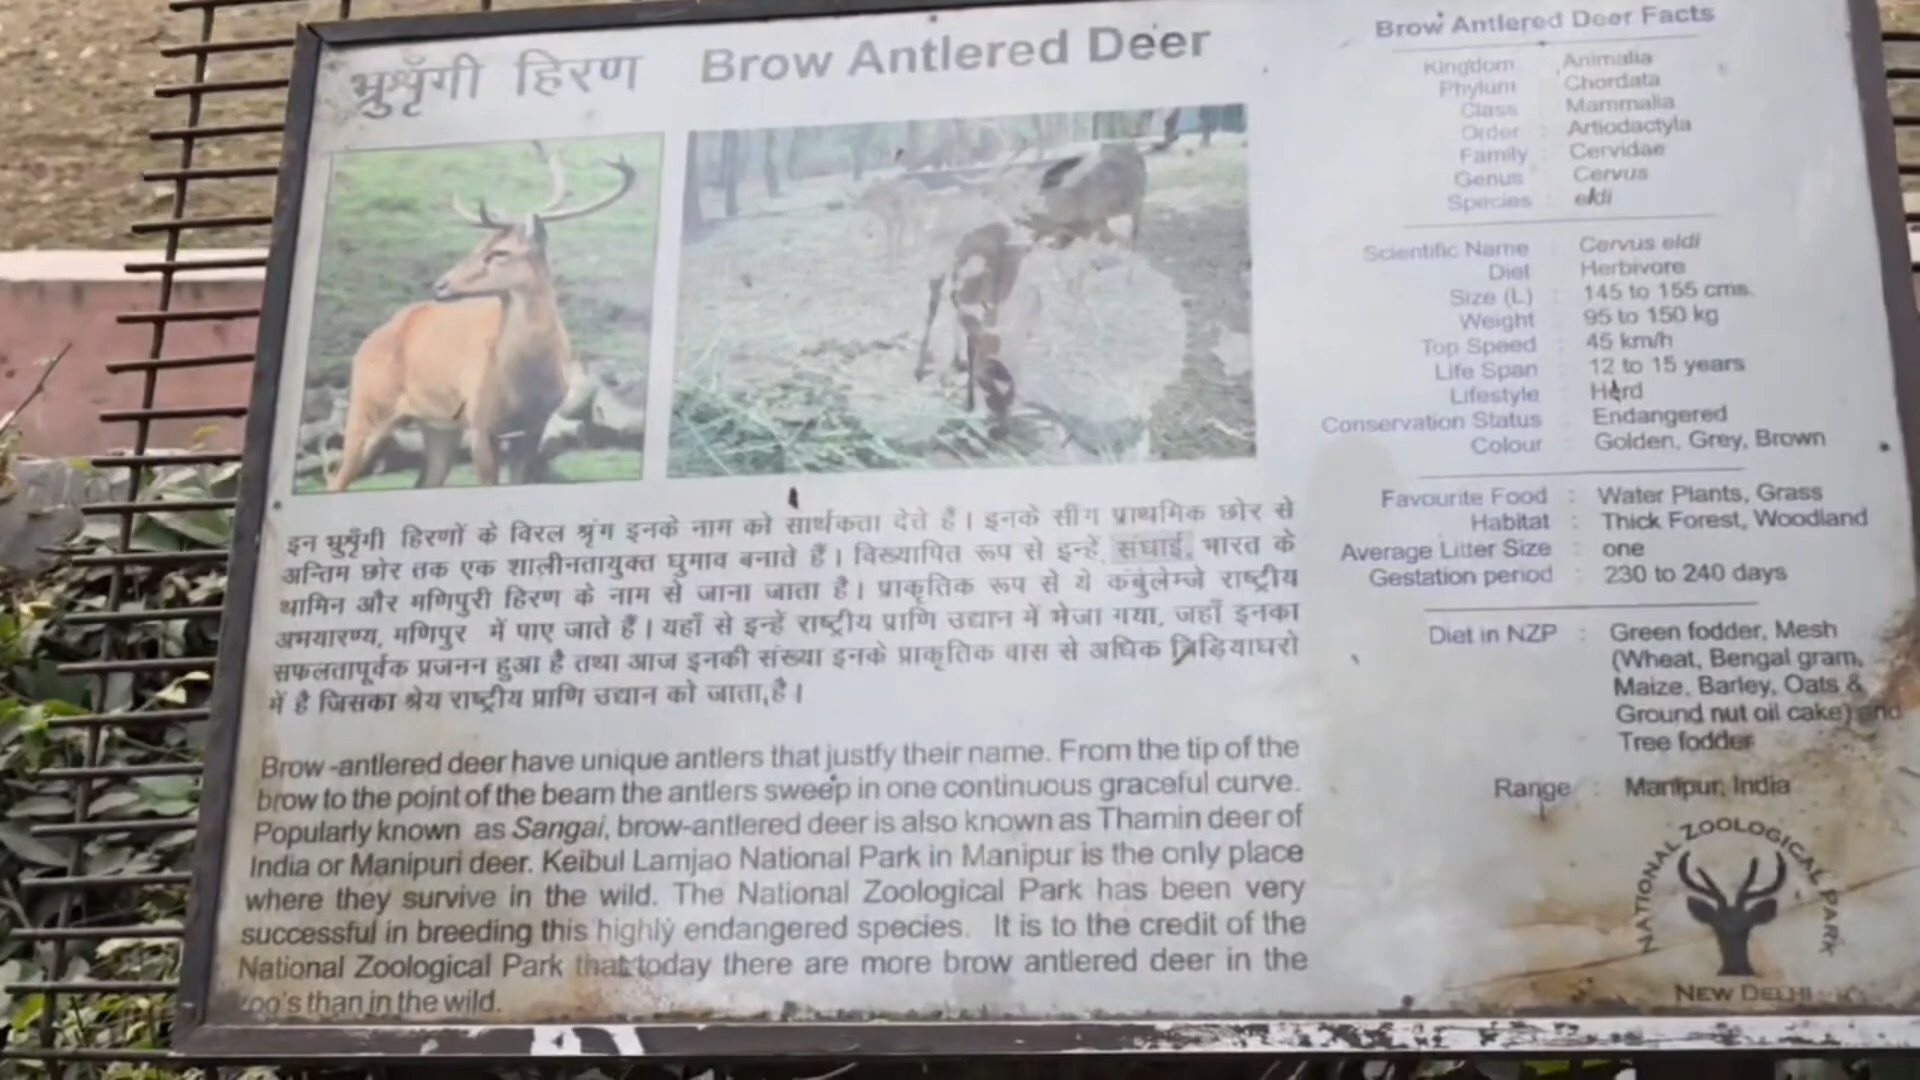 भ्रुशृँगी हिरण Brow Antlered Deer
इन भ्रुशृँगी हिरणों के विरल श्रृंग इनके नाम को सार्थकता देते हैं। इनके सींग प्राथमिक छोर से
अन्तिम छोर तक एक शालीनतायुक्त घुमाव बनाते हैं। विख्यापित रूप से इन्हें संघाई, भारत के
थामिन और मणिपुरी हिरण के नाम से जाना जाता है। प्राकृतिक रूप से ये कंबुलेम्जे राष्ट्रीय
अभयारण्य, मणिपुर में पाए जाते हैं। यहाँ से इन्हें राष्ट्रीय प्राणि उद्यान में भेजा गया, जहाँ इनका
सफलतापूर्वक प्रजनन हुआ है तथा आज इनकी संख्या इनके प्राकृतिक वास से अधिक चिड़ियाघरो
में है जिसका श्रेय राष्ट्रीय प्राणि उद्यान को जाता है।
Brow-antlered deer have unique antlers that justfy their name. From the tip of the
brow to the point of the beam the antlers sweep in one continuous graceful curve.
Popularly known as Sangai, brow-antlered deer is also known as Thamin deer of
India or Manipuri deer. Keibul Lamjao National Park in Manipur is the only place
where they survive in the wild. The National Zoological Park has been very
successful in breeding this highly endangered species. It is to the credit of the
National Zoological Park that today there are more brow antlered deer in the
zoo's than in the wild.
Brow Antlered Deer Facts
Kingdom : Animalia
Phylum : Chordata
Class : Mammalia
Order : Artiodactyla
Family : Cervidae
Genus : Cervus
Species : eldi
Scientific Name : Cervus eldi
Diet : Herbivore
Size (L) : 145 to 155 cms.
Weight : 95 to 150 kg
Top Speed : 45 km/h
Life Span : 12 to 15 years
Lifestyle : Herd
Conservation Status : Endangered
Colour : Golden, Grey, Brown
Favourite Food : Water Plants, Grass
Habitat : Thick Forest, Woodland
Average Litter Size : one
Gestation period : 230 to 240 days
Diet in NZP : Green fodder, Mesh
(Wheat, Bengal gram,
Maize, Barley, Oats &
Ground nut oil cake) and
Tree fodder
Range : Manipur, India
NATIONAL ZOOLOGICAL PARK
NEW DELHI